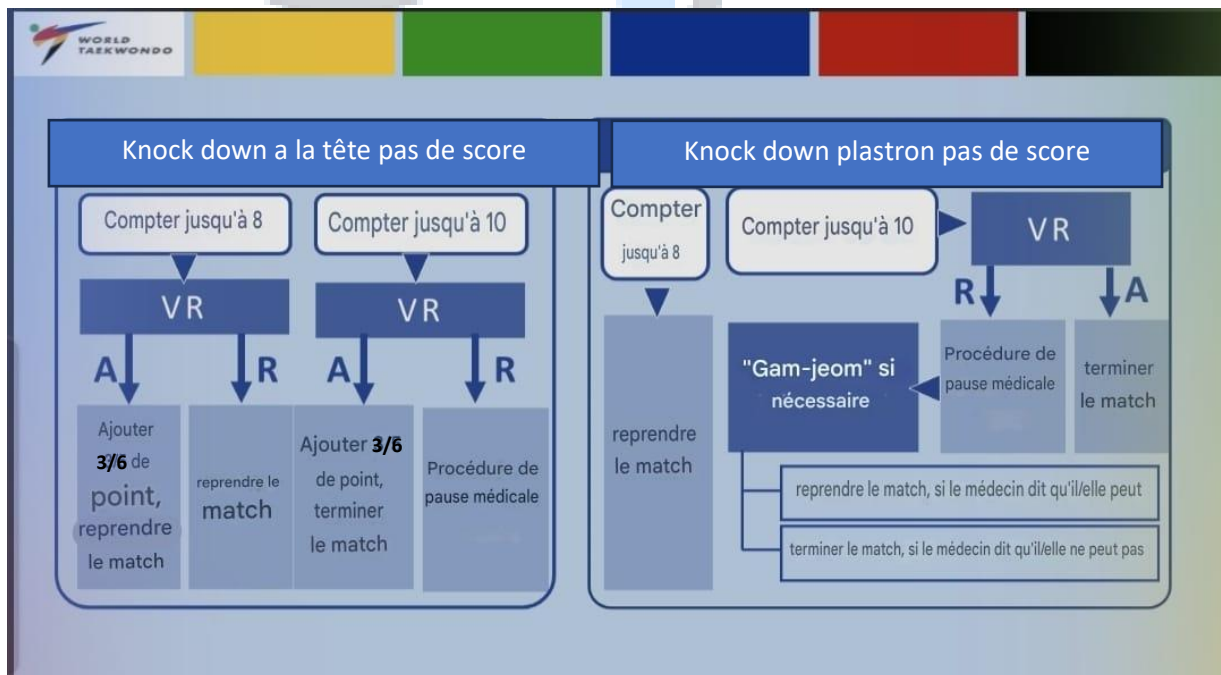 WORLD
TAEKWONDO
Knock down a la tête pas de score
Compter jusqu'à 8
Compter jusqu'à 10
VR
VR
A
R
A
R
Ajouter
3/6 de
point,
reprendre
le match
reprendre le
match
Ajouter 3/6
de point,
terminer
le match
Procédure de
pause médicale
Knock down plastron pas de score
Compter
jusqu'à 8
Compter jusqu'à 10
VR
R
A
reprendre
le match
"Gam-jeom" si
nécessaire
Procédure de
pause médicale
terminer
le match
reprendre le match, si le médecin dit qu'il/elle peut
terminer le match, si le médecin dit qu'il/elle ne peut pas